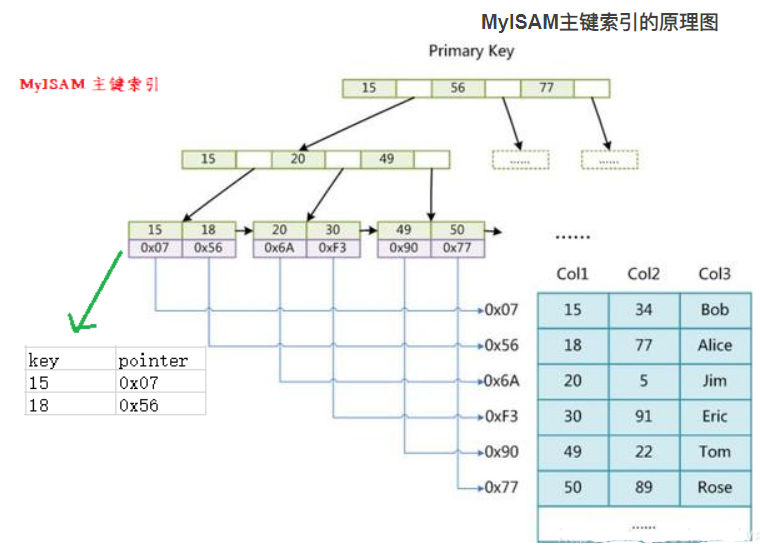 MyISAM主键索引的原理图
Primary Key
MyISAM 主键索引
15 56 77
15 20 49
...... ......
15 18 20 30 49 50
0x07 0x56 0x6A 0xF3 0x90 0x77
......
Col1 Col2 Col3
0x07 15 34 Bob
0x56 18 77 Alice
0x6A 20 5 Jim
0xF3 30 91 Eric
0x90 49 22 Tom
0x77 50 89 Rose
......
key pointer
15 0x07
18 0x56